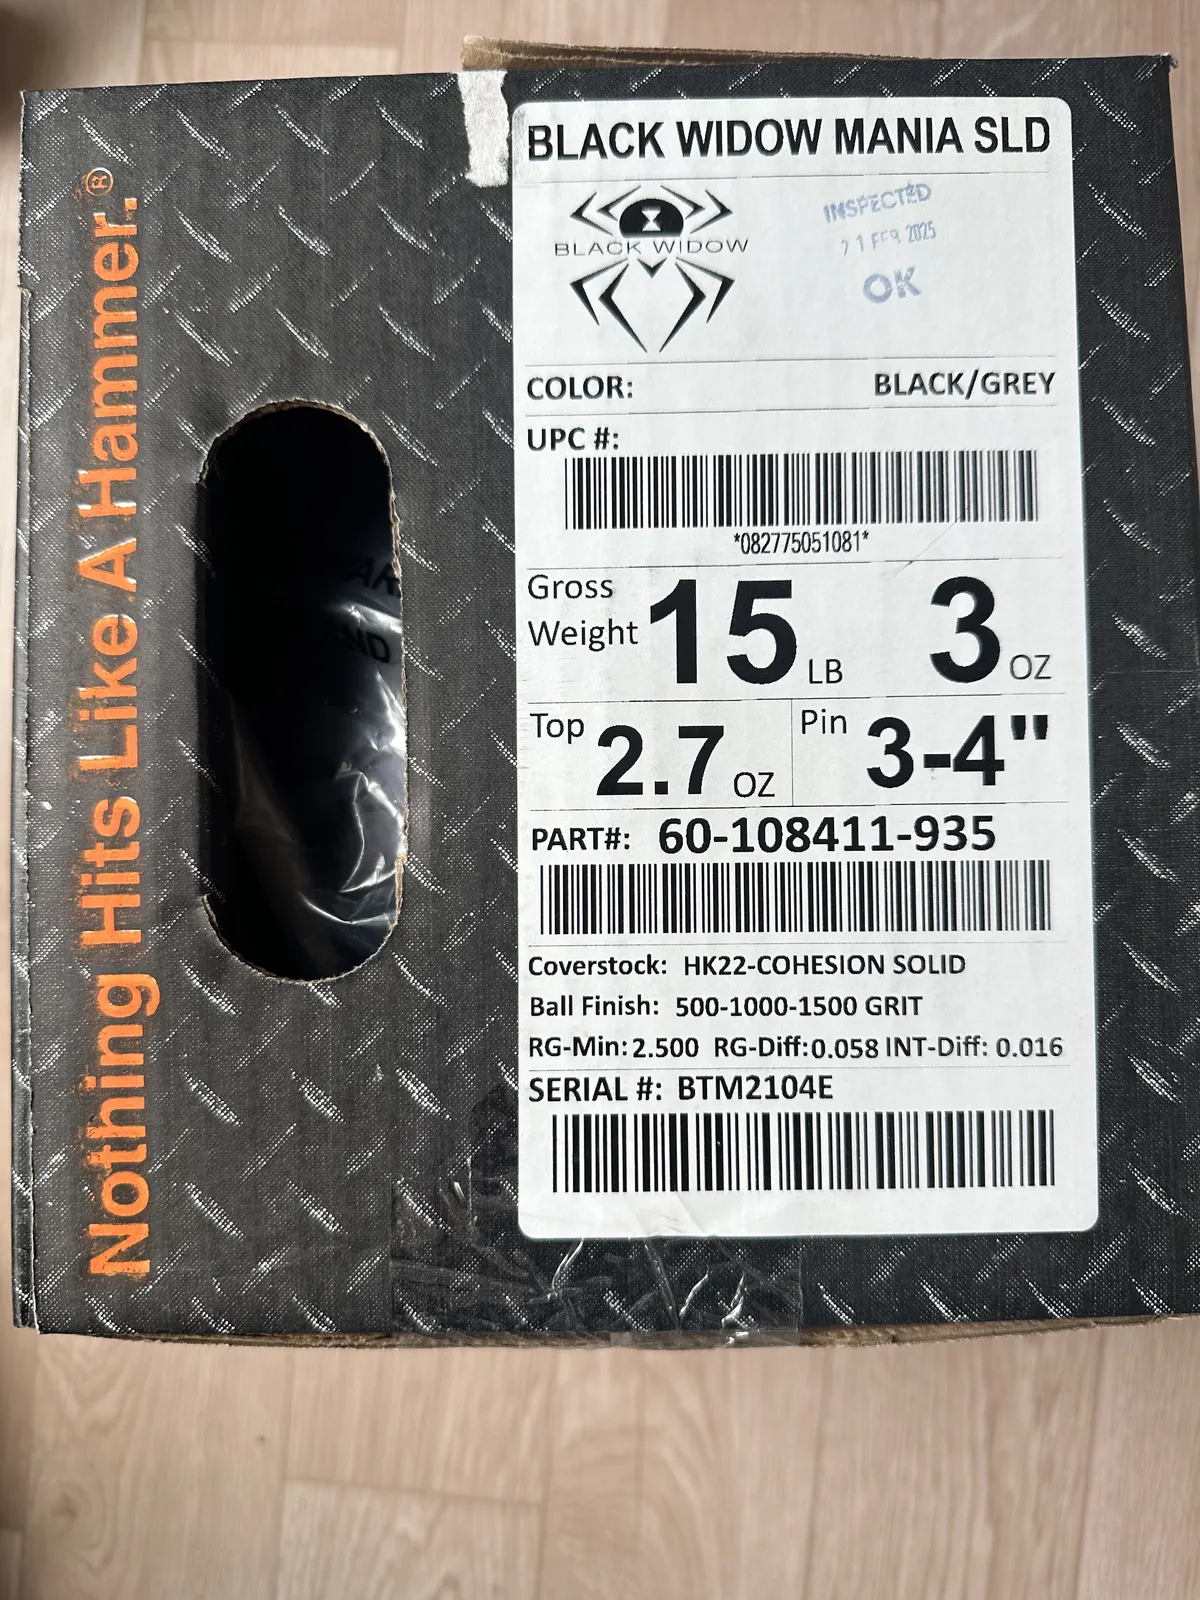 Nothing Hits Like A Hammer.®
BLACK WIDOW MANIA SLD
BLACK WIDOW
INSPECTED
21 FEB 2025
OK
COLOR: BLACK/GREY
UPC #:
*082775051081*
Gross Weight 15 LB 3 OZ
Top 2.7 OZ Pin 3-4"
PART#: 60-108411-935
Coverstock: HK22-COHESION SOLID
Ball Finish: 500-1000-1500 GRIT
RG-Min: 2.500 RG-Diff: 0.058 INT-Diff: 0.016
SERIAL #: BTM2104E